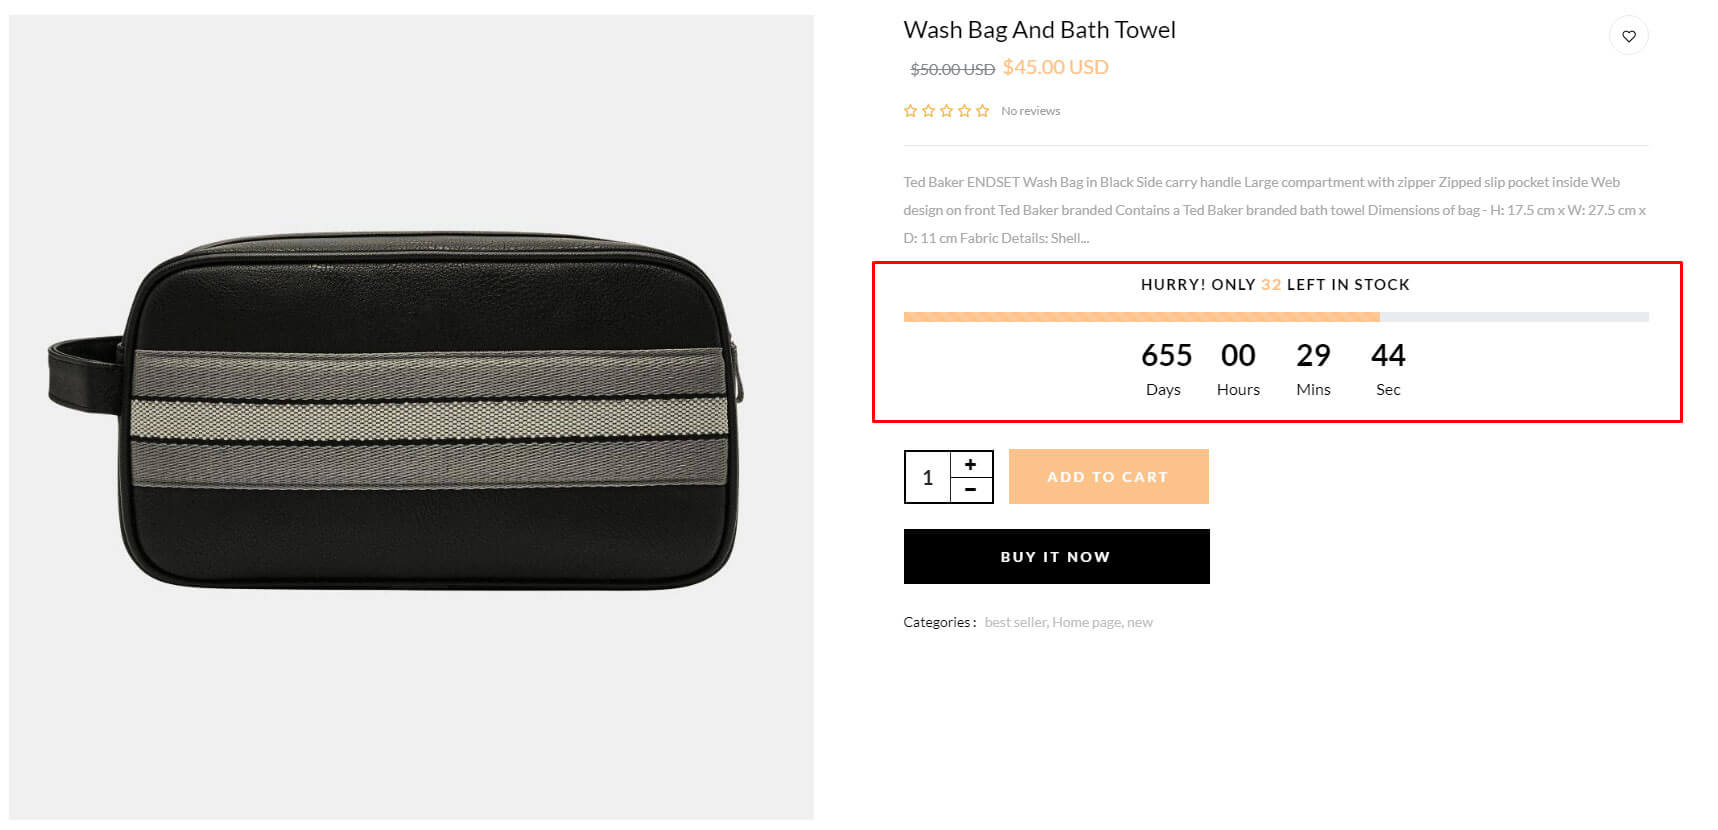 Wash Bag And Bath Towel
$50.00 USD $45.00 USD
No reviews
Ted Baker ENDSET Wash Bag in Black Side carry handle Large compartment with zipper Zipped slip pocket inside Web
design on front Ted Baker branded Contains a Ted Baker branded bath towel Dimensions of bag - H: 17.5 cm x W: 27.5 cm x
D: 11 cm Fabric Details: Shell...
HURRY! ONLY 32 LEFT IN STOCK
655 00 29 44
Days Hours Mins Sec
1 + −
ADD TO CART
BUY IT NOW
Categories : best seller, Home page, new